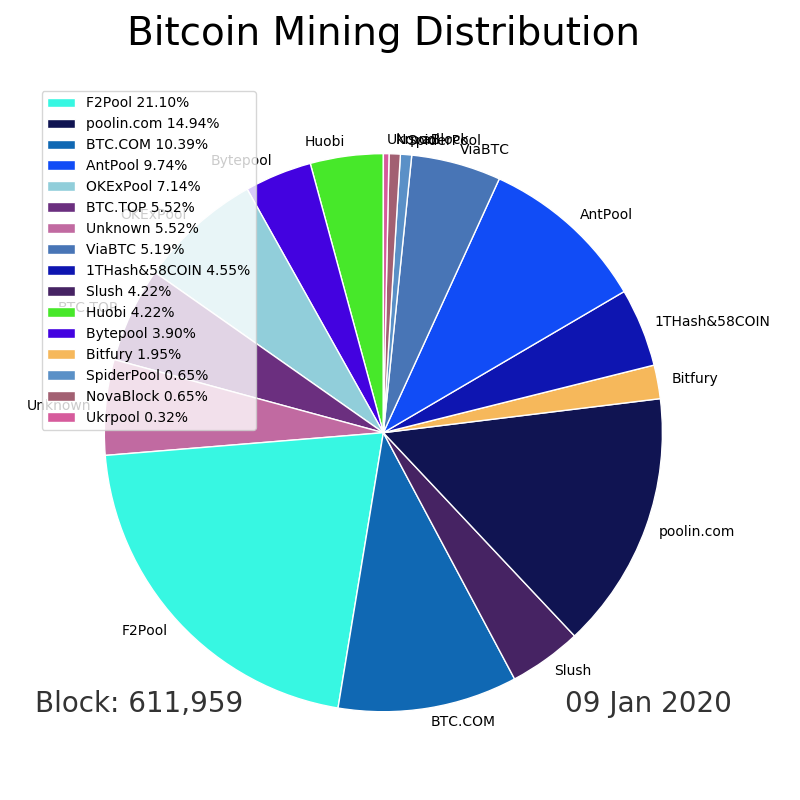 Bitcoin Mining Distribution
F2Pool 21.10%
poolin.com 14.94%
BTC.COM 10.39%
AntPool 9.74%
OKExPool 7.14%
BTC.TOP 5.52%
Unknown 5.52%
ViaBTC 5.19%
1THash&58COIN 4.55%
Slush 4.22%
Huobi 4.22%
Bytepool 3.90%
Bitfury 1.95%
SpiderPool 0.65%
NovaBlock 0.65%
Ukrpool 0.32%
Huobi
Ukrpool
NovaBlock
SpiderPool
ViaBTC
Bytepool
OKExPool
AntPool
BTC.TOP
1THash&58COIN
Bitfury
Unknown
poolin.com
F2Pool
Slush
BTC.COM
Block: 611,959
09 Jan 2020